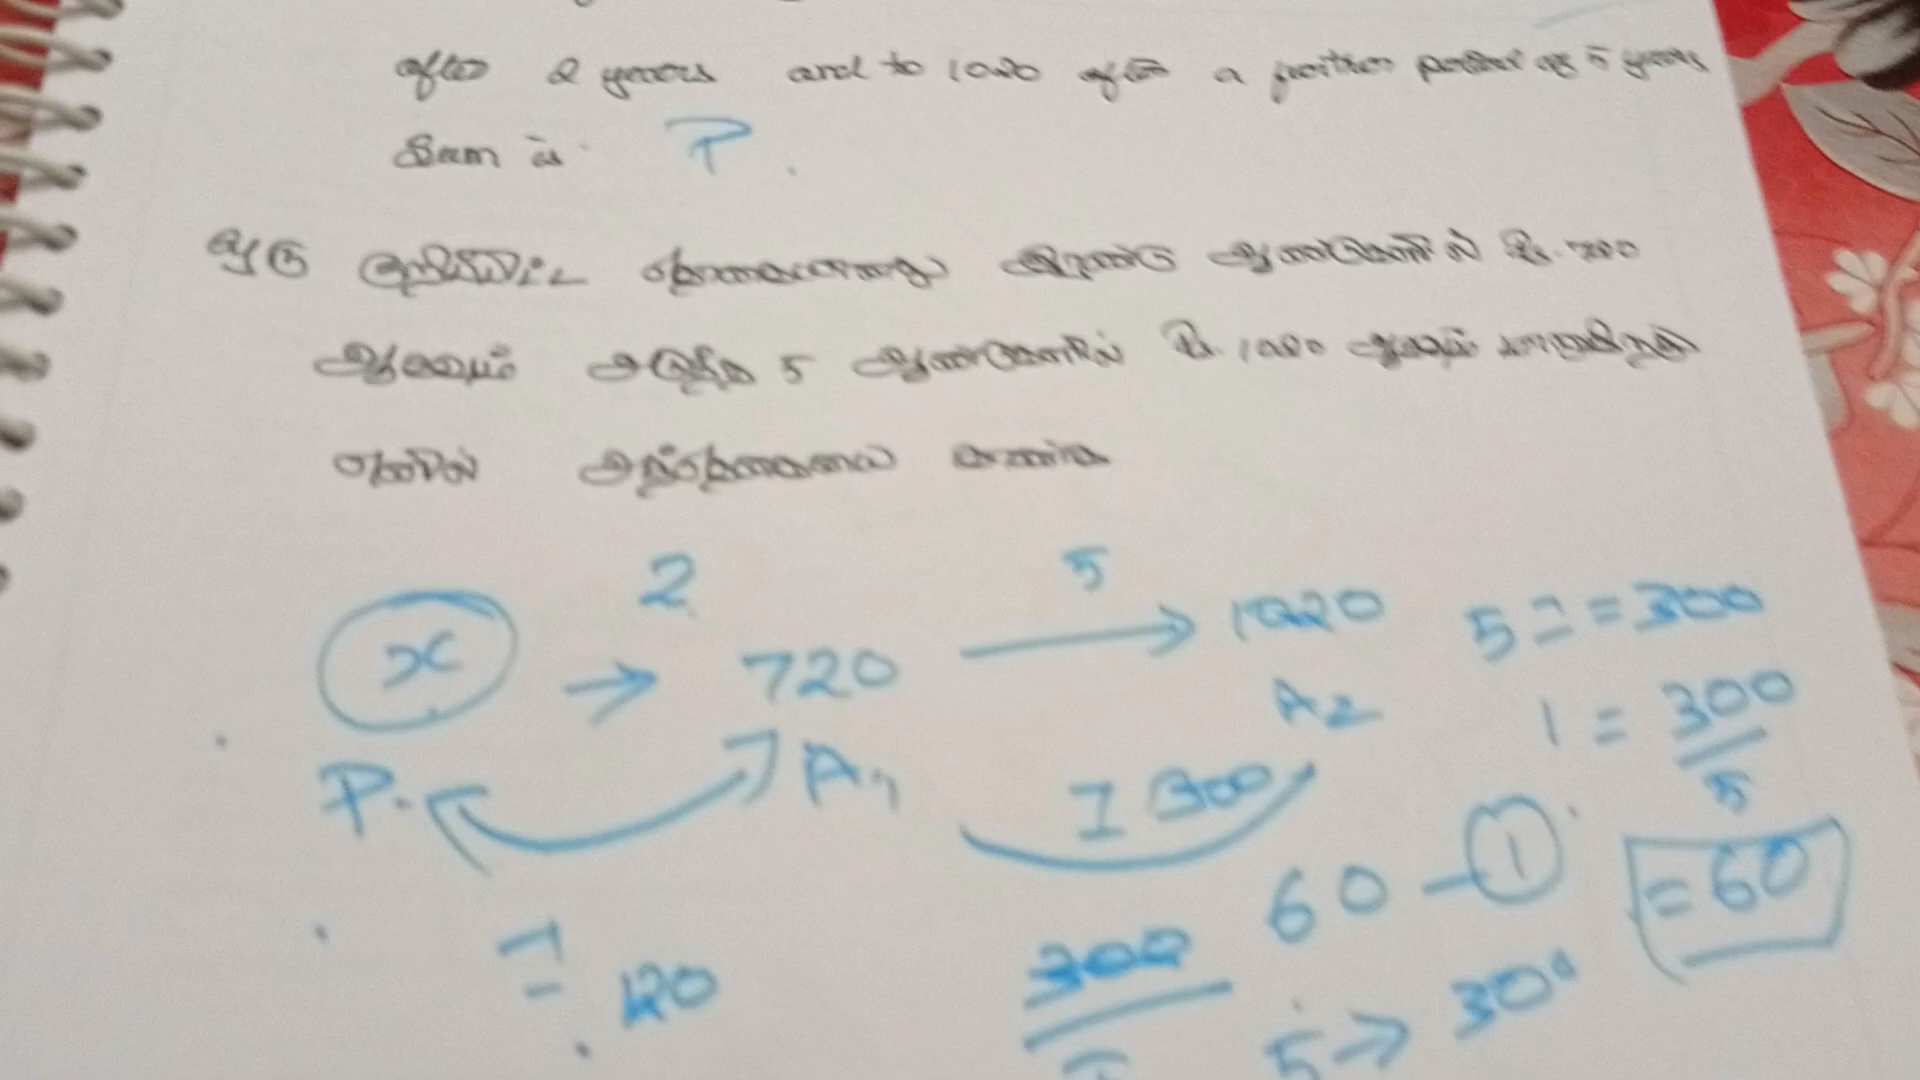 after 2 years and to 1020 after a further period of 5 years
Sum is P.
ஒரு குறிப்பிட்ட தொகையானது இரண்டு ஆண்டுகளில் ரூ. 720
ஆகவும் அடுத்த 5 ஆண்டுகளில் ரூ. 1020 ஆகவும் மாறுகிறது
எனில் அத்தொகையை காண்க
2 5
x → 720 → 1020 5 I = 300
P. A1 A2 1 = 300/5
I 300
60 - 1 = 60
I = 120 300/5 5 → 300